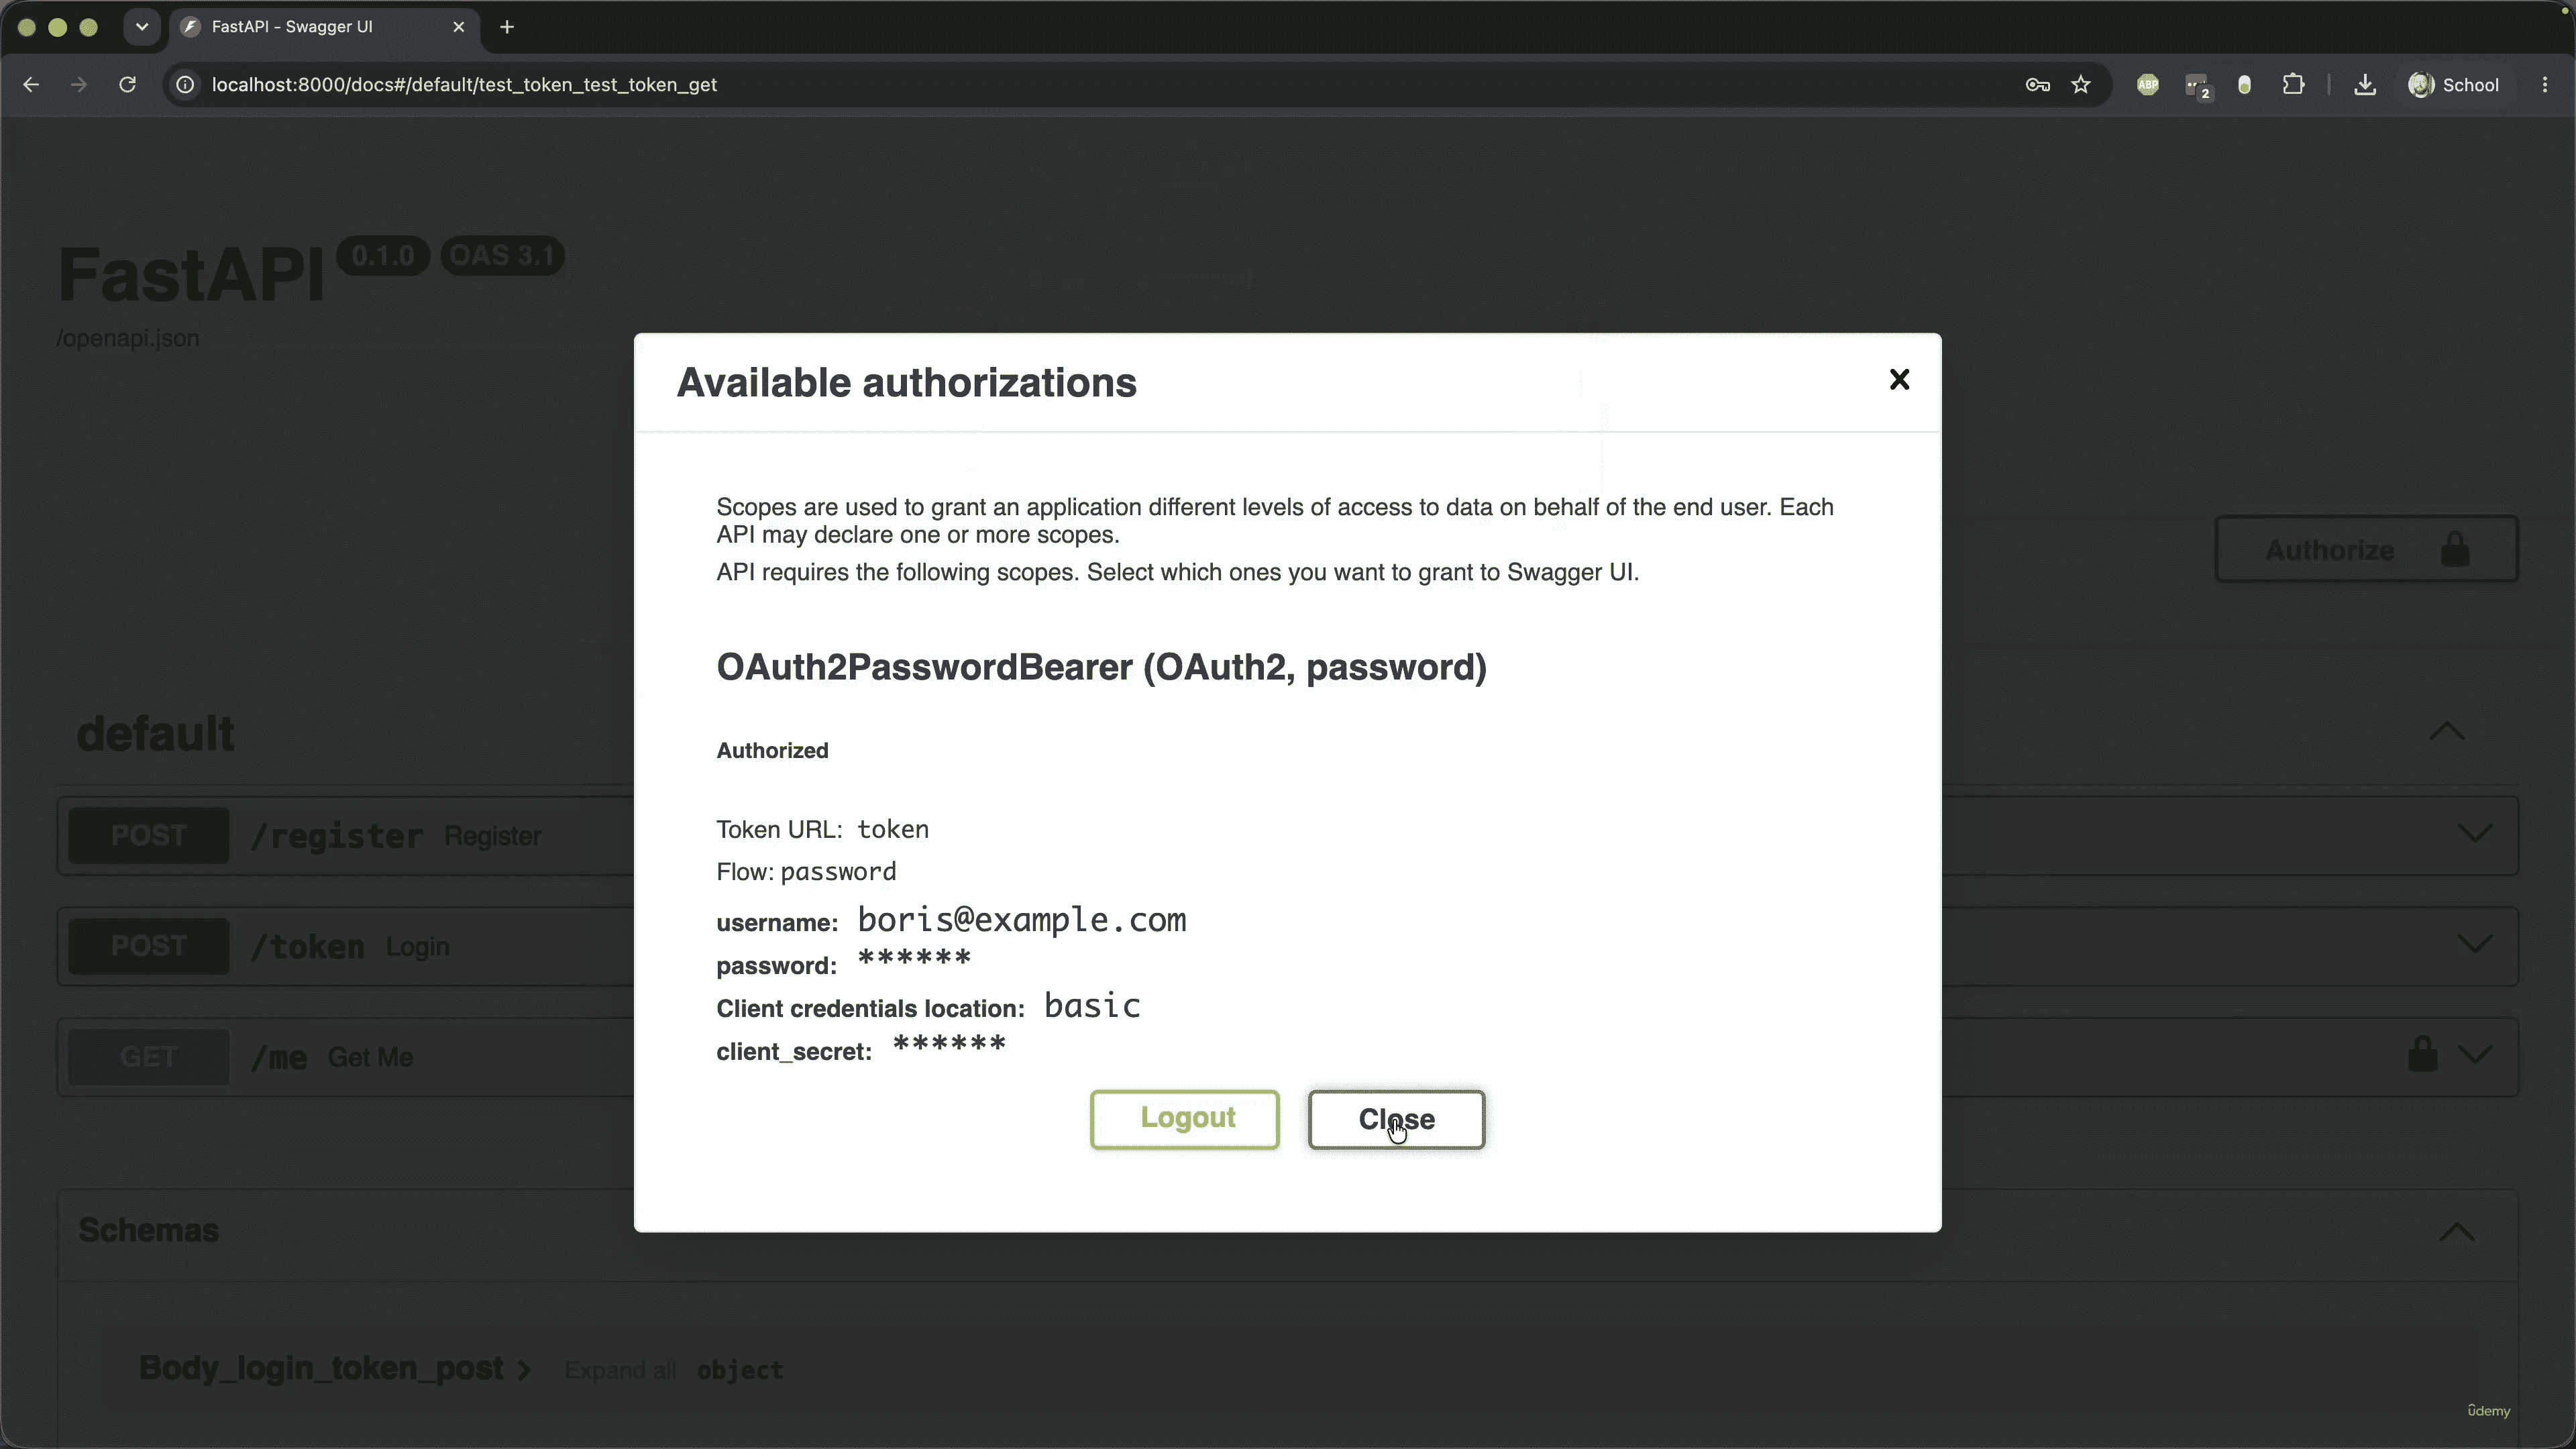 FastAPI - Swagger UI
localhost:8000/docs#/default/test_token_test_token_get
ABP
2
School
FastAPI 0.1.0 OAS 3.1
/openapi.json
Available authorizations
Scopes are used to grant an application different levels of access to data on behalf of the end user. Each
API may declare one or more scopes.
API requires the following scopes. Select which ones you want to grant to Swagger UI.
Authorize
OAuth2PasswordBearer (OAuth2, password)
default
Authorized
POST /register Register
Token URL: token
Flow: password
username: boris@example.com
POST /token Login
password: ******
Client credentials location: basic
GET /me Get Me
client_secret: ******
Logout
Close
Schemas
Body_login_token_post Expand all object
ûdemy